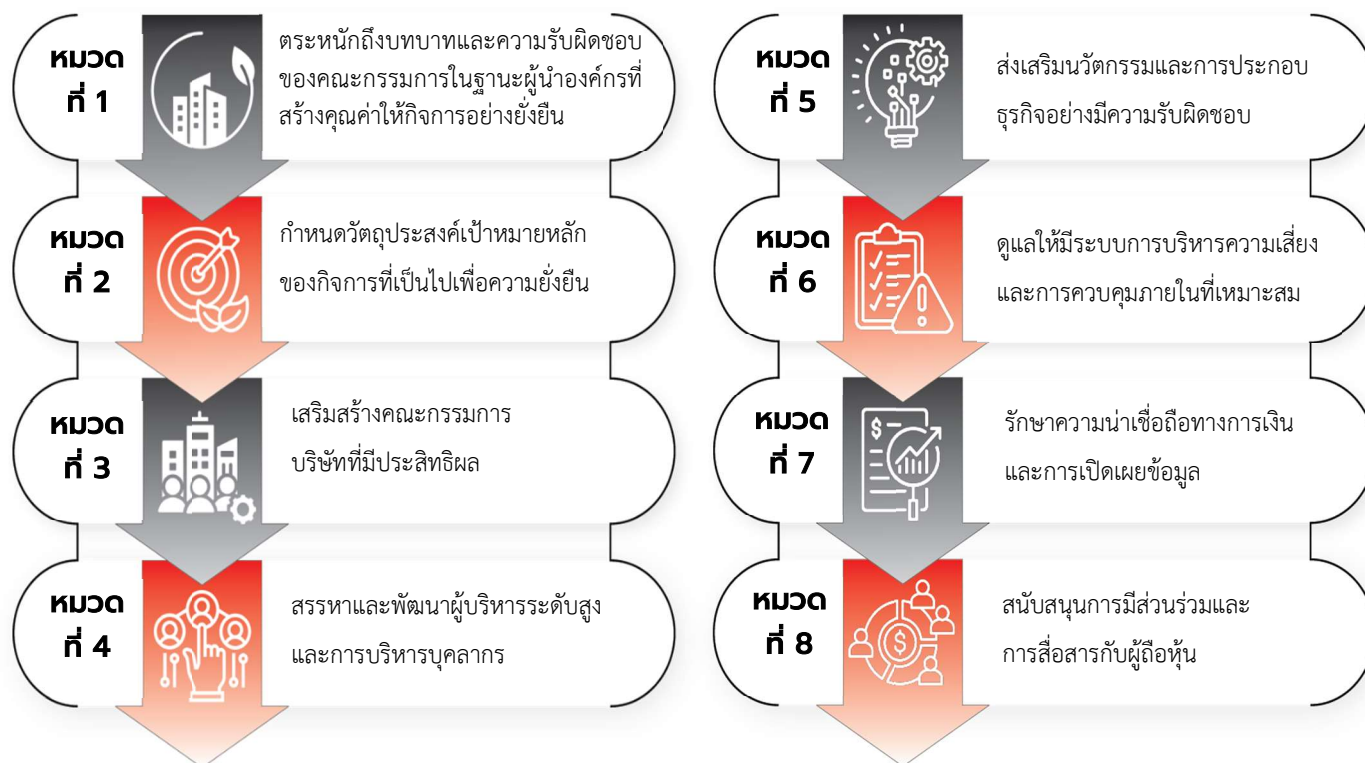 หมวด
ที่ 1
ตระหนักถึงบทบาทและความรับผิดชอบ
ของคณะกรรมการในฐานะผู้นำองค์กรที่
สร้างคุณค่าให้กิจการอย่างยั่งยืน
หมวด
ที่ 2
กำหนดวัตถุประสงค์เป้าหมายหลัก
ของกิจการที่เป็นไปเพื่อความยั่งยืน
หมวด
ที่ 3
เสริมสร้างคณะกรรมการ
บริษัทที่มีประสิทธิผล
หมวด
ที่ 4
สรรหาและพัฒนาผู้บริหารระดับสูง
และการบริหารบุคลากร
หมวด
ที่ 5
ส่งเสริมนวัตกรรมและการประกอบ
ธุรกิจอย่างมีความรับผิดชอบ
หมวด
ที่ 6
ดูแลให้มีระบบการบริหารความเสี่ยง
และการควบคุมภายในที่เหมาะสม
หมวด
ที่ 7
รักษาความน่าเชื่อถือทางการเงิน
และการเปิดเผยข้อมูล
หมวด
ที่ 8
สนับสนุนการมีส่วนร่วมและ
การสื่อสารกับผู้ถือหุ้น